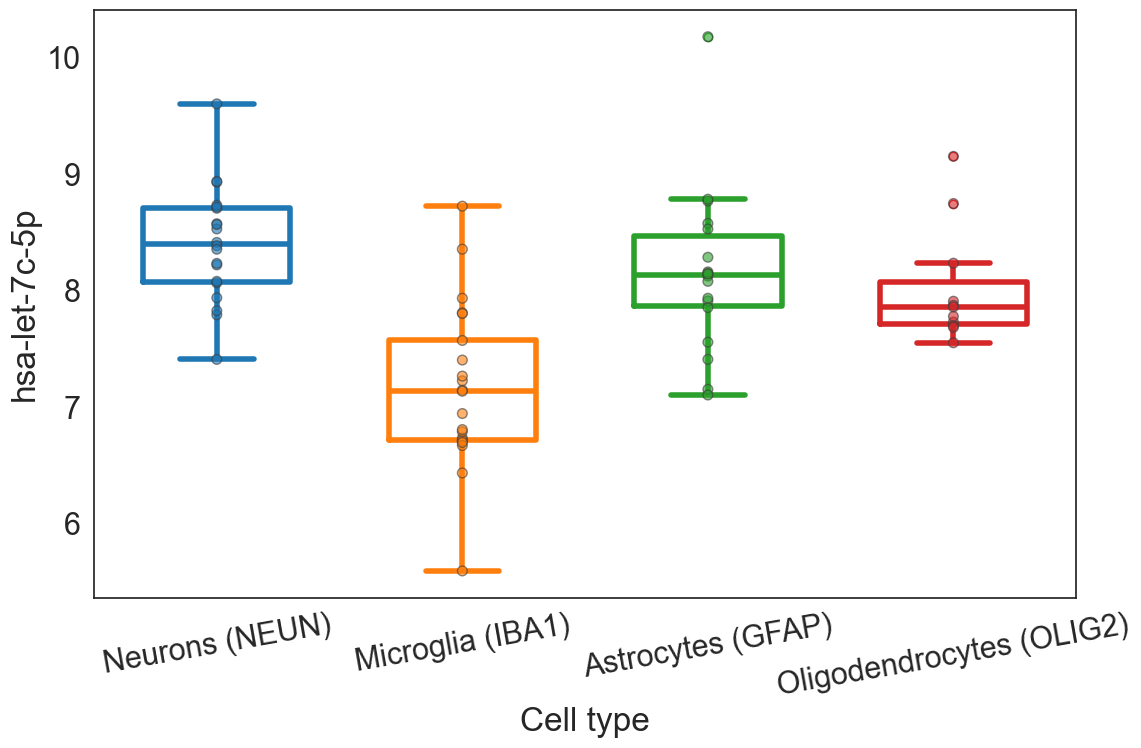 hsa-let-7c-5p
10
9
8
7
6
Neurons (NEUN)
Microglia (IBA1)
Astrocytes (GFAP)
Oligodendrocytes (OLIG2)
Cell type